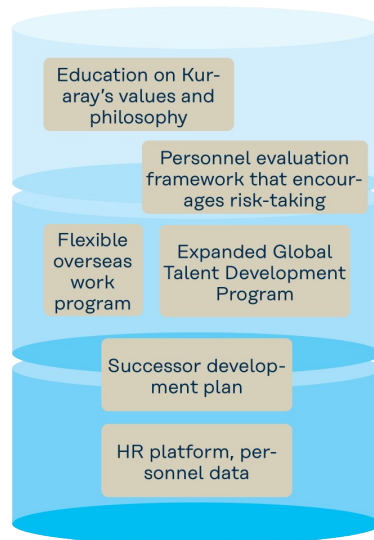 Education on Kur-
aray's values and
philosophy
Personnel evaluation
framework that encour-
ages risk-taking
Flexible
overseas
work
program
Expanded Global
Talent Development
Program
Successor develop-
ment plan
HR platform, per-
sonnel data